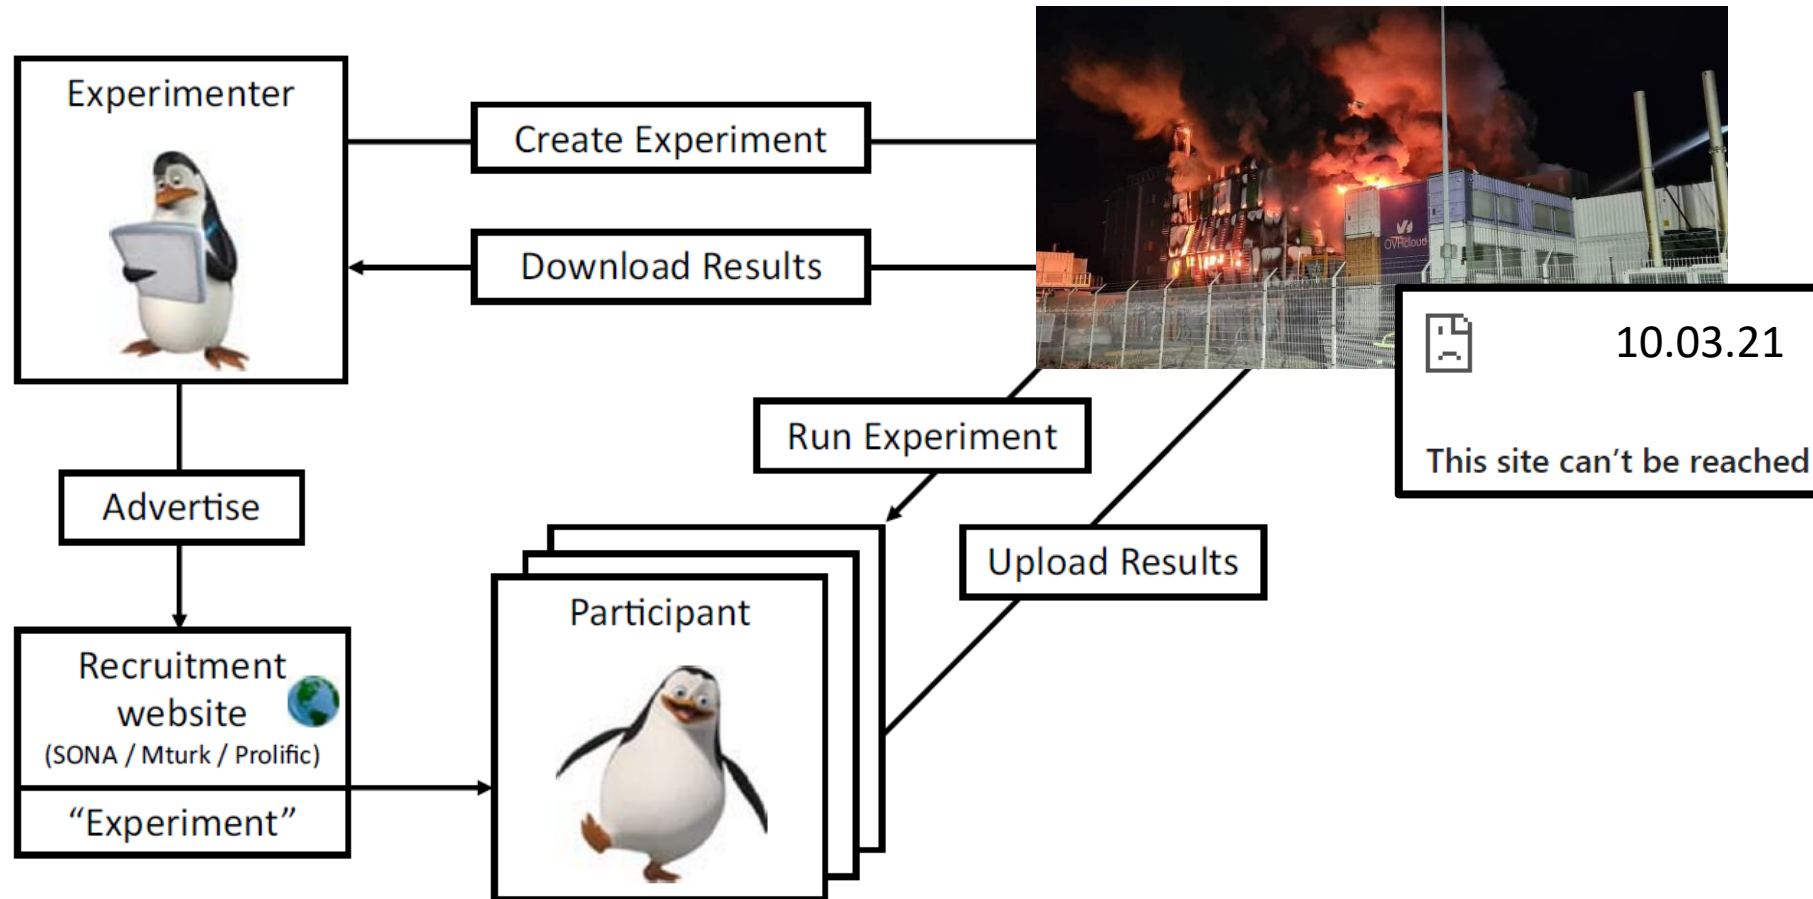 Experimenter
Create Experiment
Download Results
OVHcloud
10.03.21
This site can't be reached
Run Experiment
Advertise
Upload Results
Participant
Recruitment
website
(SONA / Mturk / Prolific)
“Experiment”